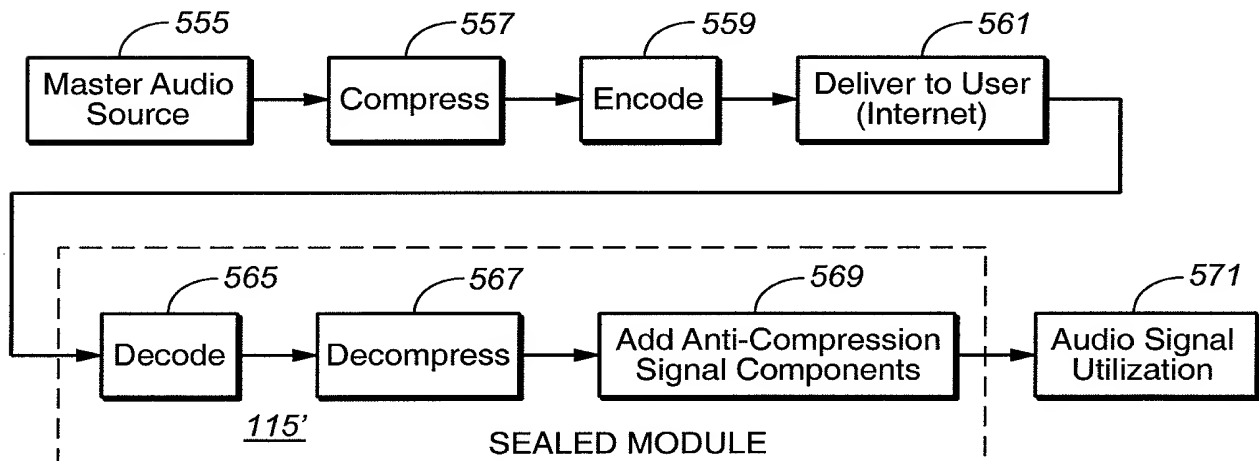 555
557
559
561
Master Audio
Source
Compress
Encode
Deliver to User
(Internet)
565
567
569
571
Decode
Decompress
Add Anti-Compression
Signal Components
Audio Signal
Utilization
115'
SEALED MODULE